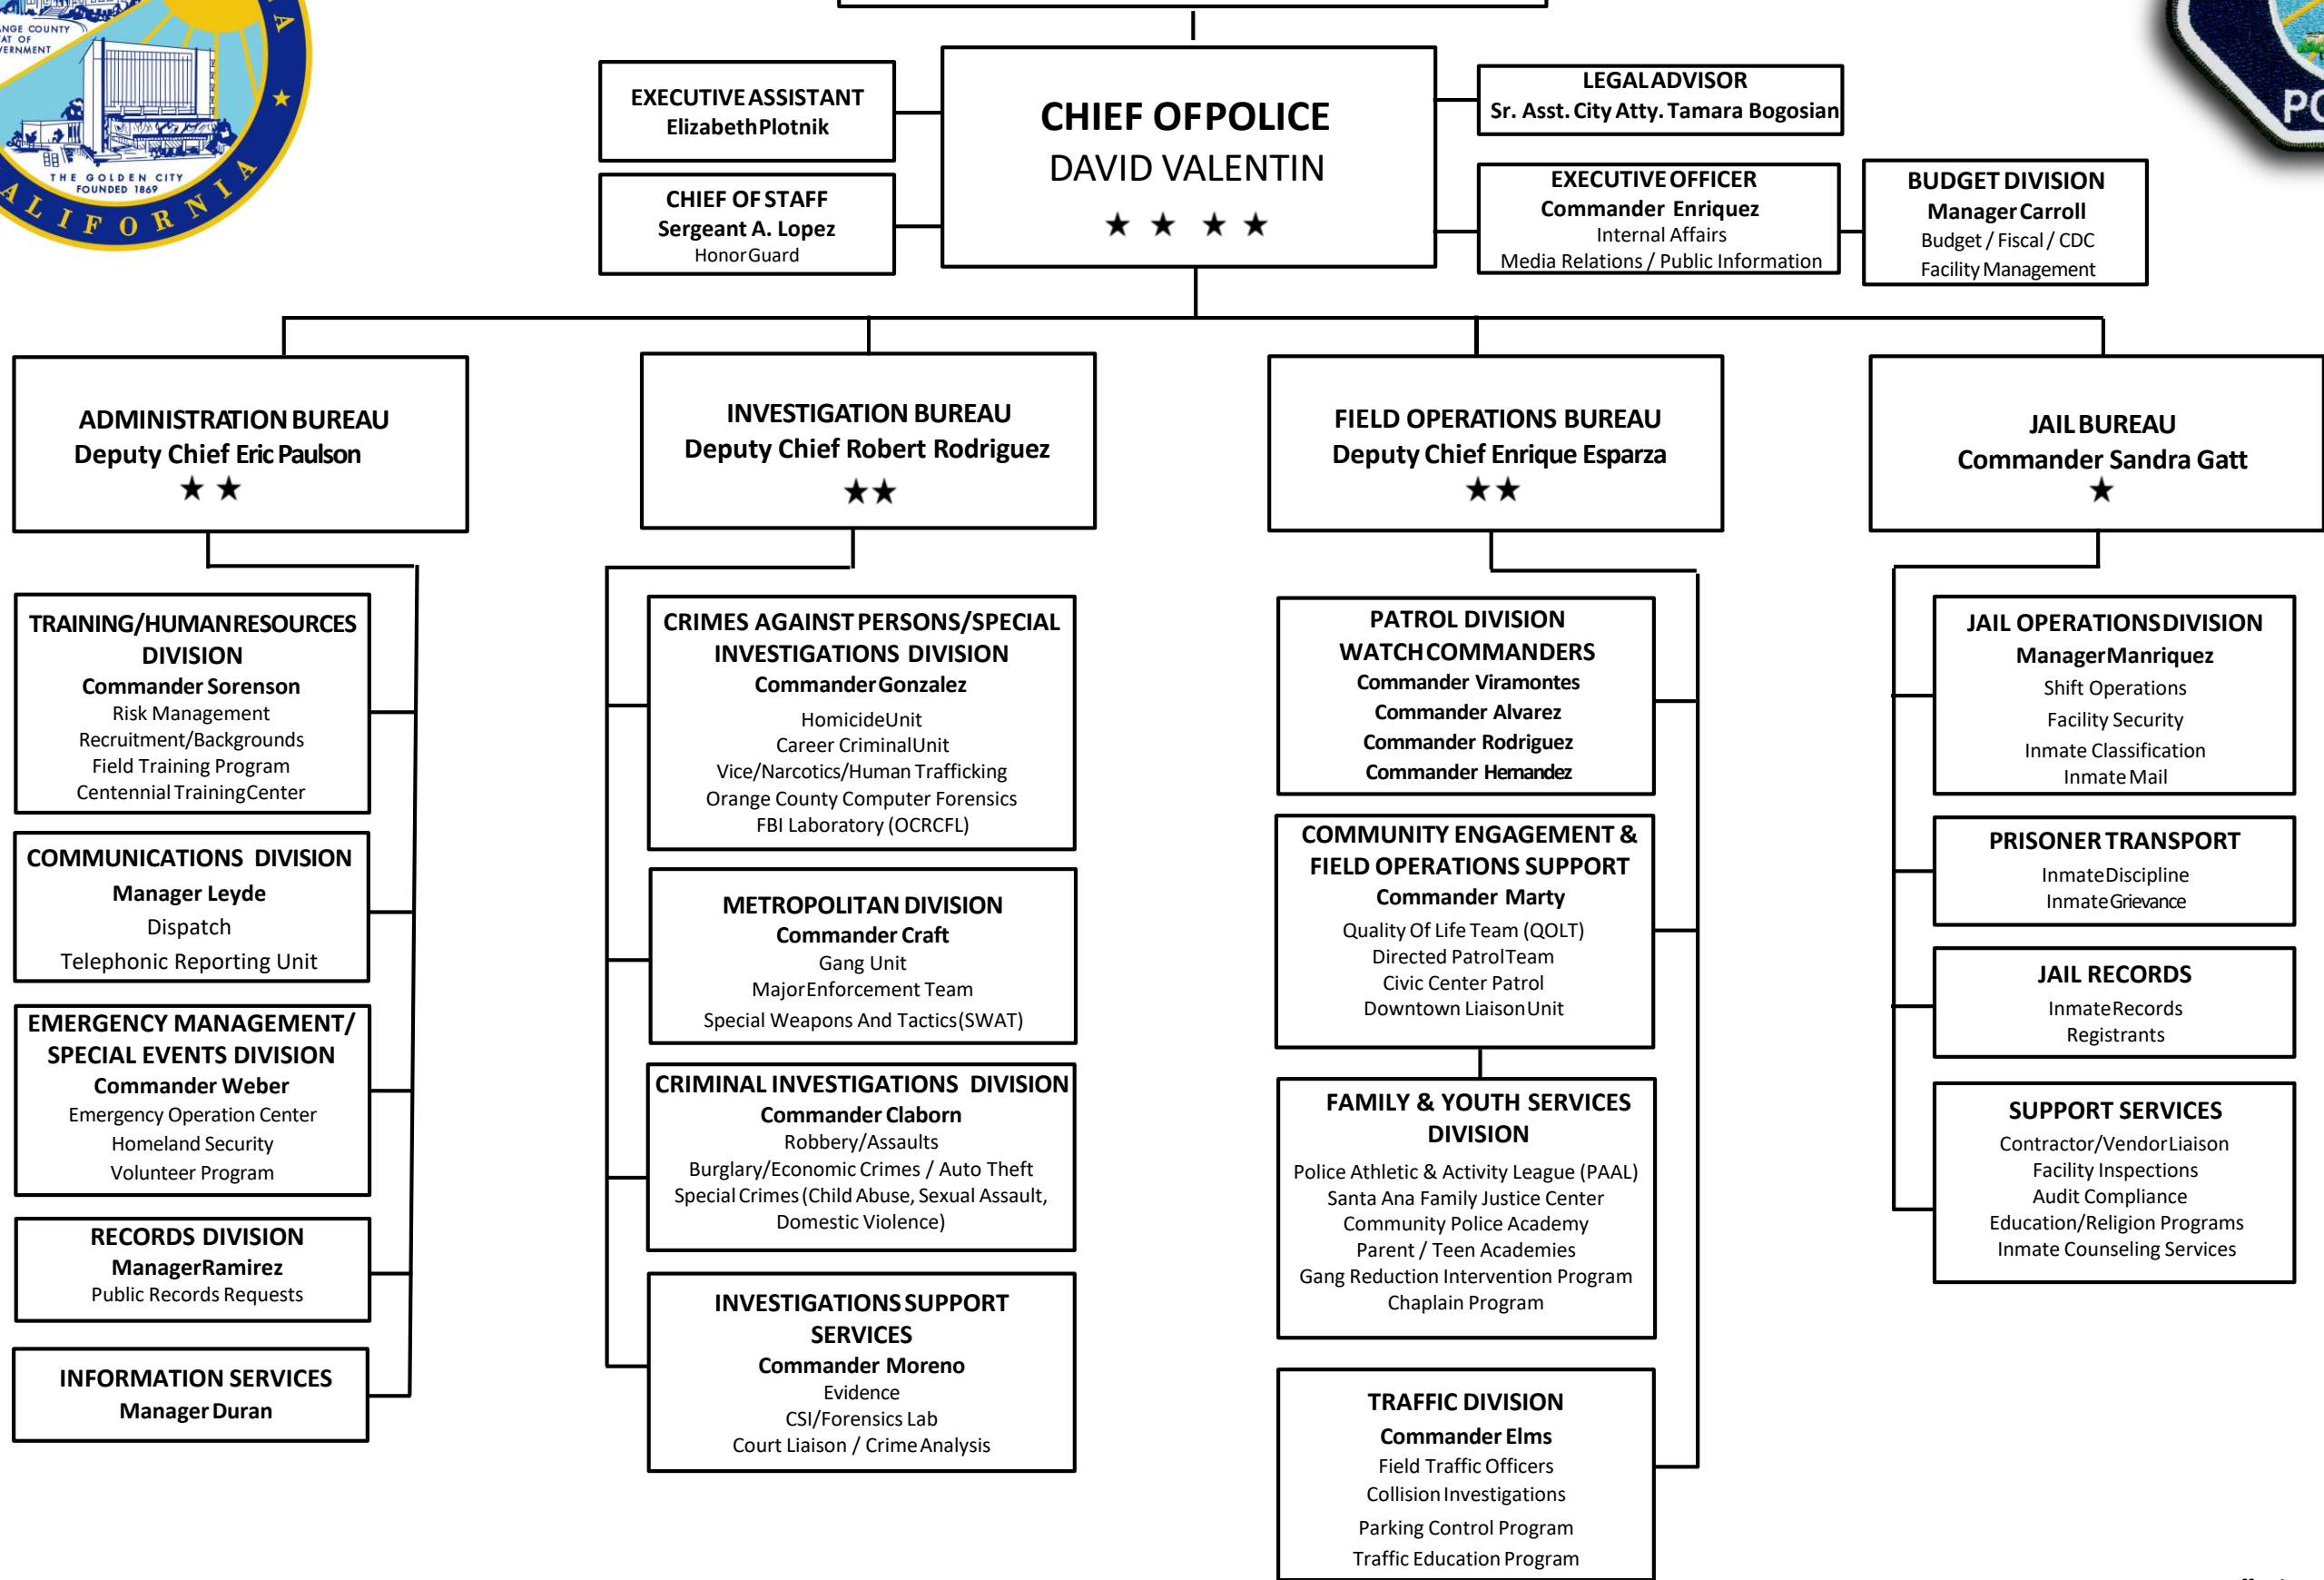 ANGE COUNTY
AT OF
VERNMENT
THE GOLDEN CITY
FOUNDED 1869
ALIFORNIA
PO
EXECUTIVE ASSISTANT
Elizabeth Plotnik
CHIEF OF STAFF
Sergeant A. Lopez
Honor Guard
CHIEF OF POLICE
DAVID VALENTIN
LEGAL ADVISOR
Sr. Asst. City Atty. Tamara Bogosian
EXECUTIVE OFFICER
Commander Enriquez
Internal Affairs
Media Relations / Public Information
BUDGET DIVISION
Manager Carroll
Budget / Fiscal / CDC
Facility Management
ADMINISTRATION BUREAU
Deputy Chief Eric Paulson
INVESTIGATION BUREAU
Deputy Chief Robert Rodriguez
FIELD OPERATIONS BUREAU
Deputy Chief Enrique Esparza
JAIL BUREAU
Commander Sandra Gatt
TRAINING/HUMAN RESOURCES
DIVISION
Commander Sorenson
Risk Management
Recruitment/Backgrounds
Field Training Program
Centennial Training Center
COMMUNICATIONS DIVISION
Manager Leyde
Dispatch
Telephonic Reporting Unit
EMERGENCY MANAGEMENT/
SPECIAL EVENTS DIVISION
Commander Weber
Emergency Operation Center
Homeland Security
Volunteer Program
RECORDS DIVISION
Manager Ramirez
Public Records Requests
INFORMATION SERVICES
Manager Duran
CRIMES AGAINST PERSONS/SPECIAL
INVESTIGATIONS DIVISION
Commander Gonzalez
Homicide Unit
Career Criminal Unit
Vice/Narcotics/Human Trafficking
Orange County Computer Forensics
FBI Laboratory (OCRCFL)
METROPOLITAN DIVISION
Commander Craft
Gang Unit
Major Enforcement Team
Special Weapons And Tactics (SWAT)
CRIMINAL INVESTIGATIONS DIVISION
Commander Claborn
Robbery/Assaults
Burglary/Economic Crimes / Auto Theft
Special Crimes (Child Abuse, Sexual Assault,
Domestic Violence)
INVESTIGATIONS SUPPORT
SERVICES
Commander Moreno
Evidence
CSI/Forensics Lab
Court Liaison / Crime Analysis
PATROL DIVISION
WATCH COMMANDERS
Commander Viramontes
Commander Alvarez
Commander Rodriguez
Commander Hernandez
COMMUNITY ENGAGEMENT &
FIELD OPERATIONS SUPPORT
Commander Marty
Quality Of Life Team (QOLT)
Directed Patrol Team
Civic Center Patrol
Downtown Liaison Unit
FAMILY & YOUTH SERVICES
DIVISION
Police Athletic & Activity League (PAAL)
Santa Ana Family Justice Center
Community Police Academy
Parent / Teen Academies
Gang Reduction Intervention Program
Chaplain Program
TRAFFIC DIVISION
Commander Elms
Field Traffic Officers
Collision Investigations
Parking Control Program
Traffic Education Program
JAIL OPERATIONS DIVISION
Manager Manriquez
Shift Operations
Facility Security
Inmate Classification
Inmate Mail
PRISONER TRANSPORT
Inmate Discipline
Inmate Grievance
JAIL RECORDS
Inmate Records
Registrants
SUPPORT SERVICES
Contractor/Vendor Liaison
Facility Inspections
Audit Compliance
Education/Religion Programs
Inmate Counseling Services